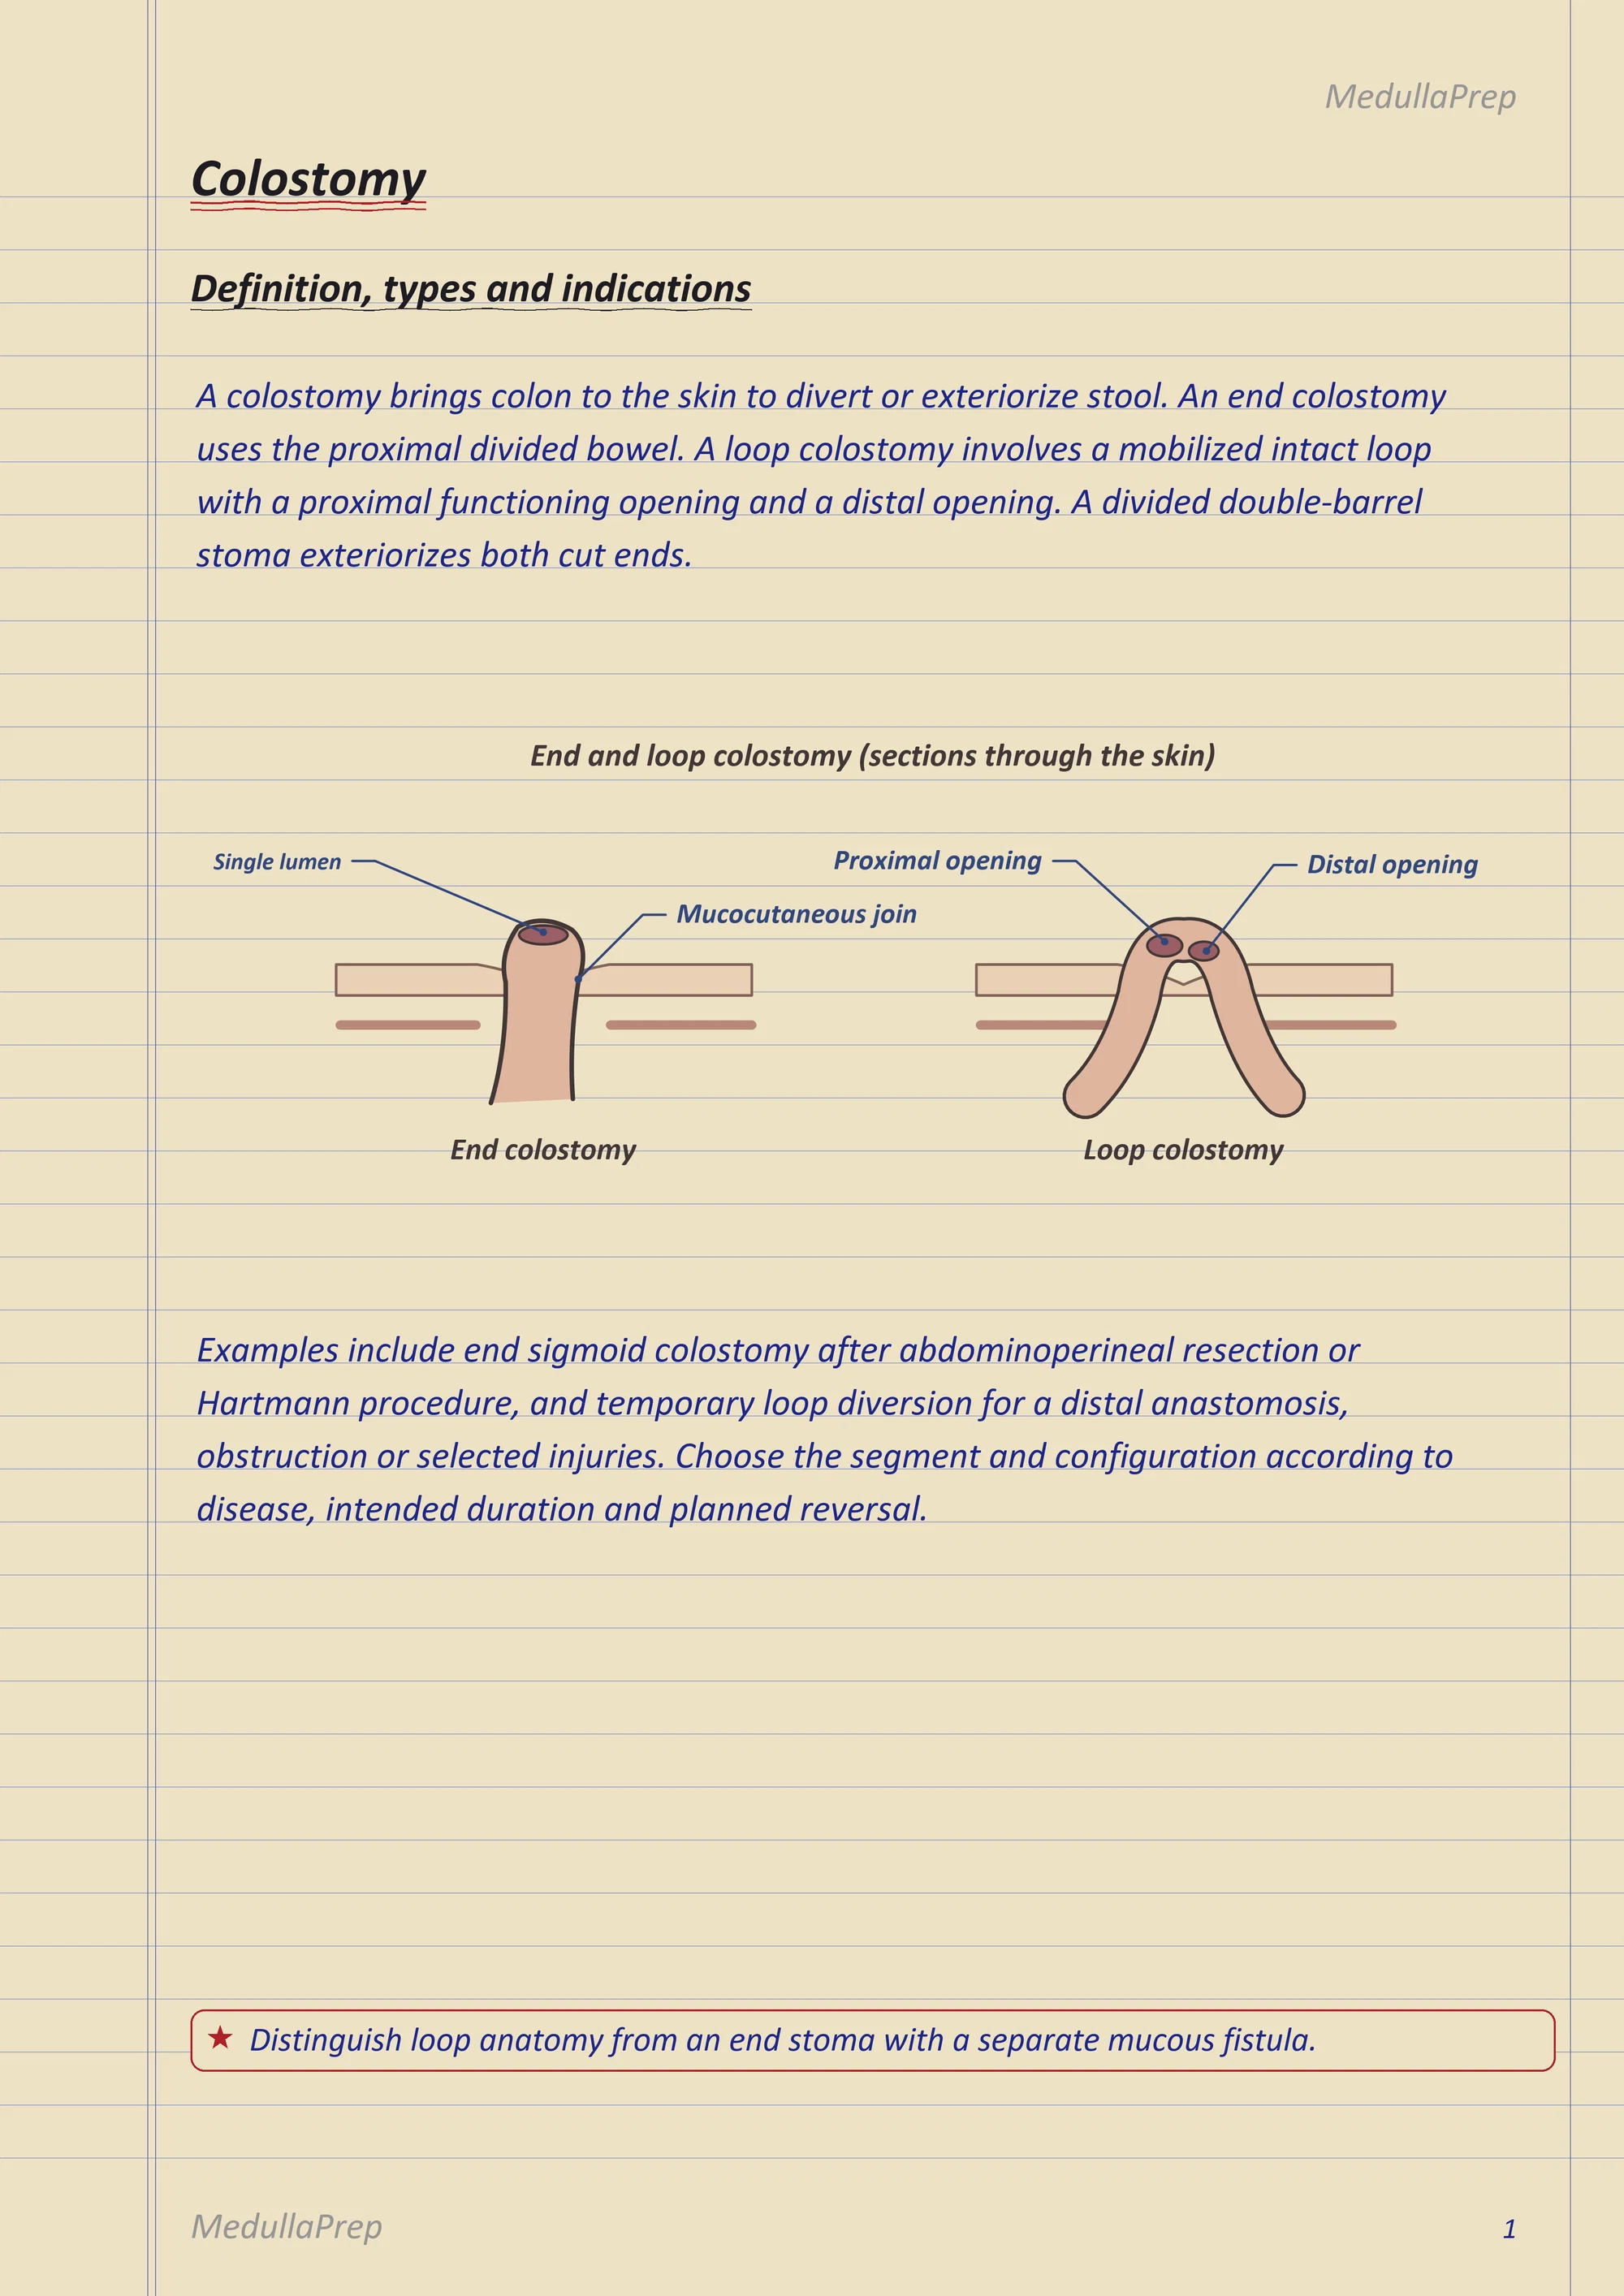 MedullaPrep
Colostomy
Definition, types and indications
A colostomy brings colon to the skin to divert or exteriorize stool. An end colostomy
uses the proximal divided bowel. A loop colostomy involves a mobilized intact loop
with a proximal functioning opening and a distal opening. A divided double-barrel
stoma exteriorizes both cut ends.
End and loop colostomy (sections through the skin)
Single lumen
Mucocutaneous join
Proximal opening
Distal opening
End colostomy
Loop colostomy
Examples include end sigmoid colostomy after abdominoperineal resection or
Hartmann procedure, and temporary loop diversion for a distal anastomosis,
obstruction or selected injuries. Choose the segment and configuration according to
disease, intended duration and planned reversal.
★ Distinguish loop anatomy from an end stoma with a separate mucous fistula.
MedullaPrep
1